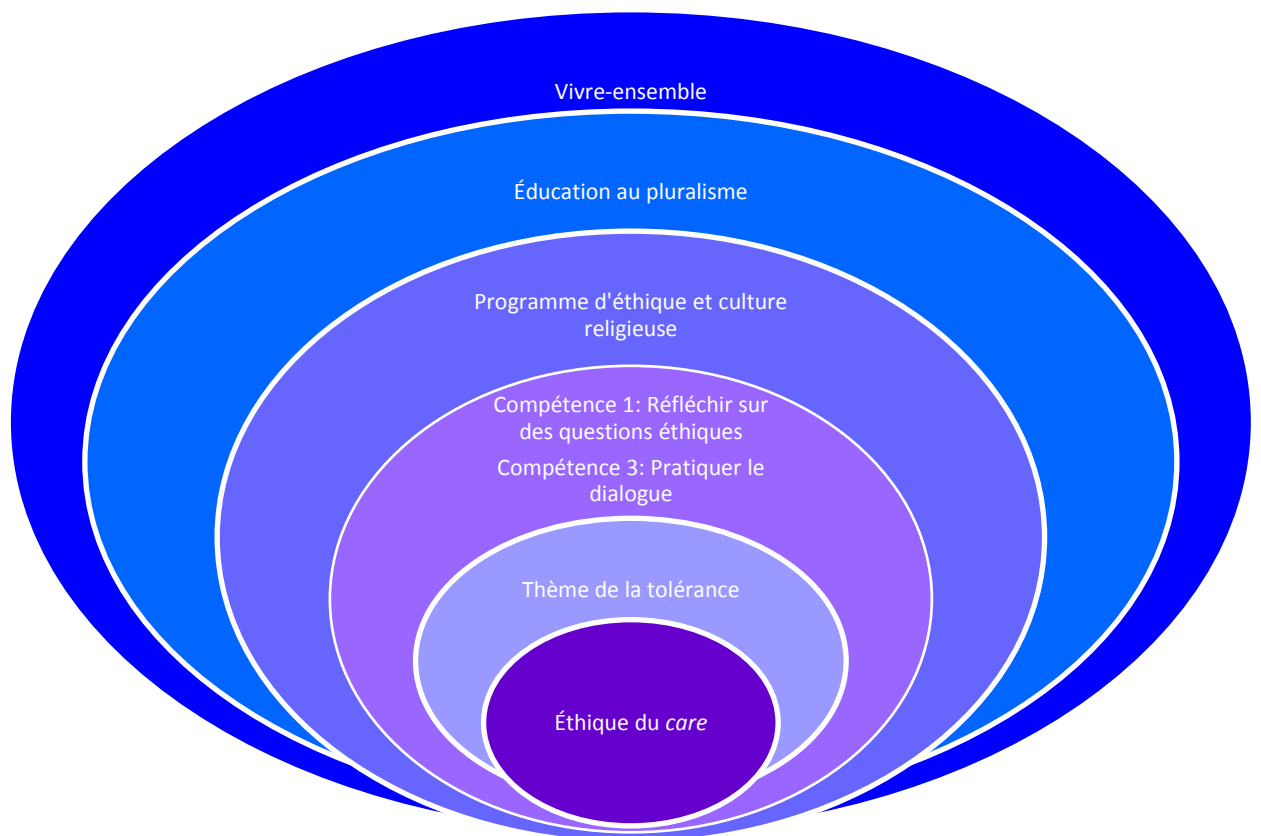 Vivre-ensemble
Éducation au pluralisme
Programme d'éthique et culture
religieuse
Compétence 1: Réfléchir sur
des questions éthiques
Compétence 3: Pratiquer le
dialogue
Thème de la tolérance
Éthique du care